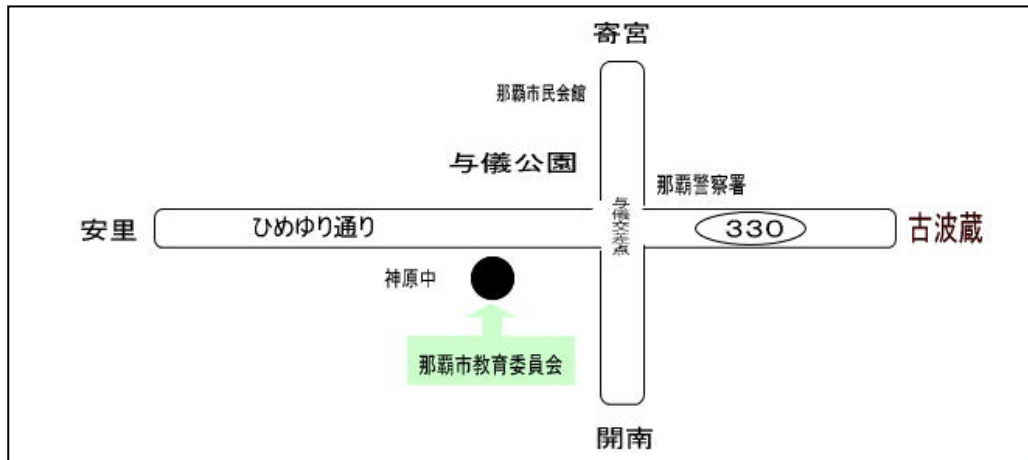 寄宮
那覇市民会館
与儀公園
那覇警察署
安里
ひめゆり通り
与儀交差点
330
古波蔵
神原中
那覇市教育委員会
開南